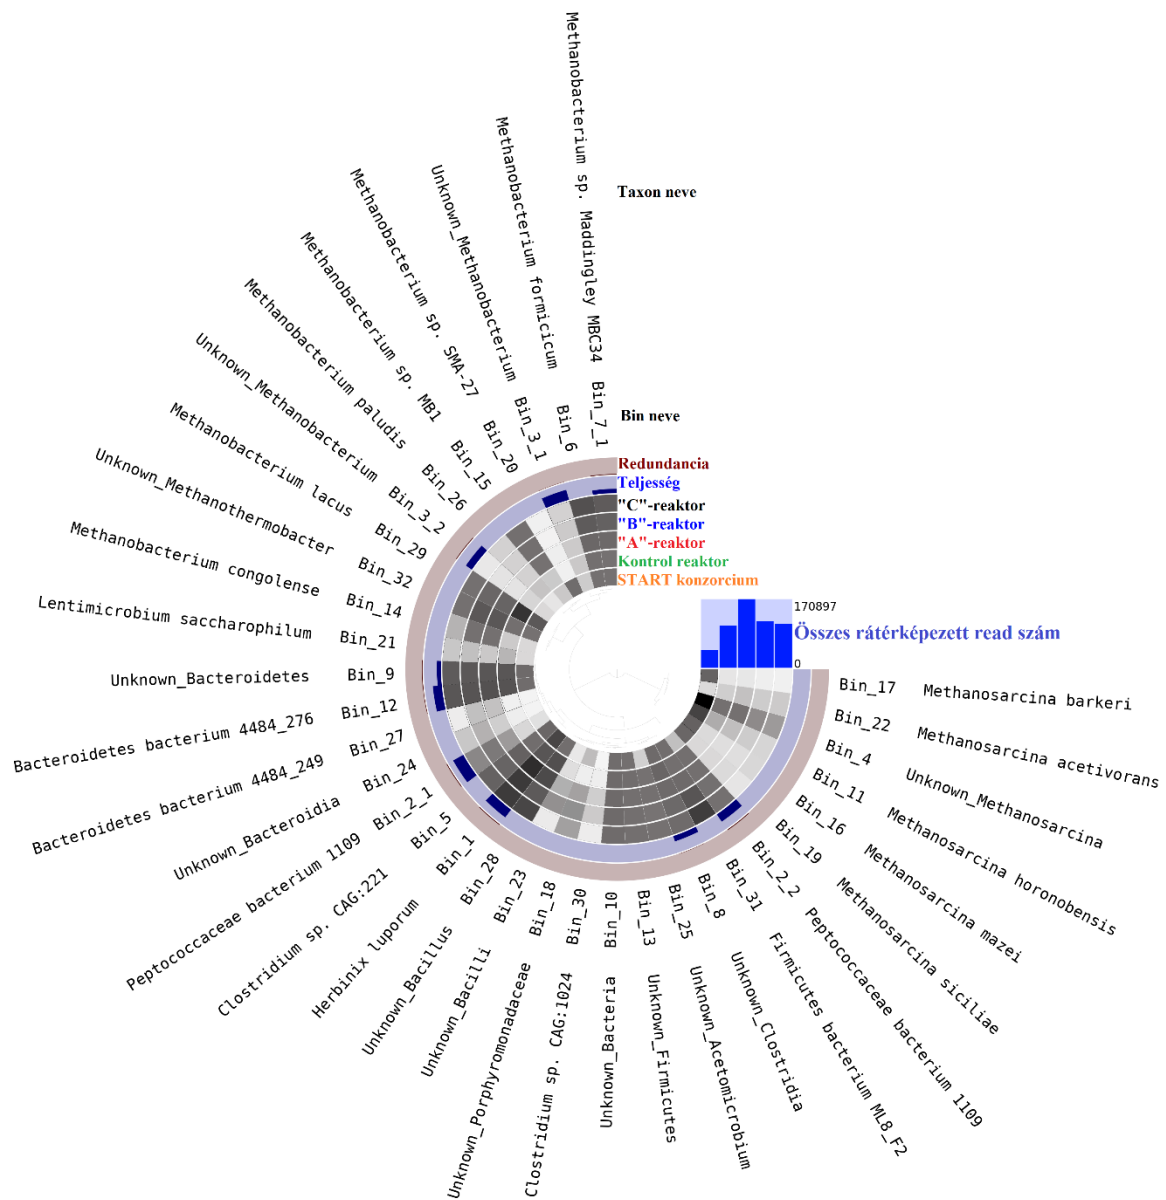 Taxon neve
Bin neve
Redundancia
Teljesség
"C"-reaktor
"B"-reaktor
"A"-reaktor
Kontrol reaktor
START konzorcium
170897
Összes rátérképezett read szám
0
Bin_17 Methanosarcina barkeri
Bin_22 Methanosarcina acetivorans
Bin_4 Unknown_Methanosarcina
Bin_11 Methanosarcina horonobensis
Bin_16 Methanosarcina mazei
Bin_19 Methanosarcina siciliae
Bin_2_2 Peptococcaceae bacterium 1109
Bin_31 Firmicutes bacterium ML8_F2
Bin_8 Unknown_Clostridia
Bin_25 Unknown_Acetomicrobium
Bin_13 Unknown_Firmicutes
Bin_10 Unknown_Bacteria
Bin_30 Clostridium sp. CAG:1024
Bin_18 Unknown_Porphyromonadaceae
Bin_23 Unknown_Bacilli
Bin_28 Unknown_Bacillus
Bin_1 Herbinix luporum
Bin_5 Clostridium sp. CAG:221
Bin_2_1 Peptococcaceae bacterium 1109
Bin_24 Unknown_Bacteroidia
Bin_27 Bacteroidetes bacterium 4484_249
Bin_12 Bacteroidetes bacterium 4484_276
Bin_9 Unknown_Bacteroidetes
Bin_21 Lentimicrobium saccharophilum
Bin_14 Methanobacterium congolense
Bin_32 Unknown_Methanothermobacter
Bin_29 Methanobacterium lacus
Bin_3_2 Unknown_Methanobacterium
Bin_26 Methanobacterium paludis
Bin_15 Methanobacterium sp. MB1
Bin_20 Methanobacterium sp. SMA-27
Bin_3_1 Unknown_Methanobacterium
Bin_6 Methanobacterium formicicum
Bin_7_1 Methanobacterium sp. Maddingley MBC34